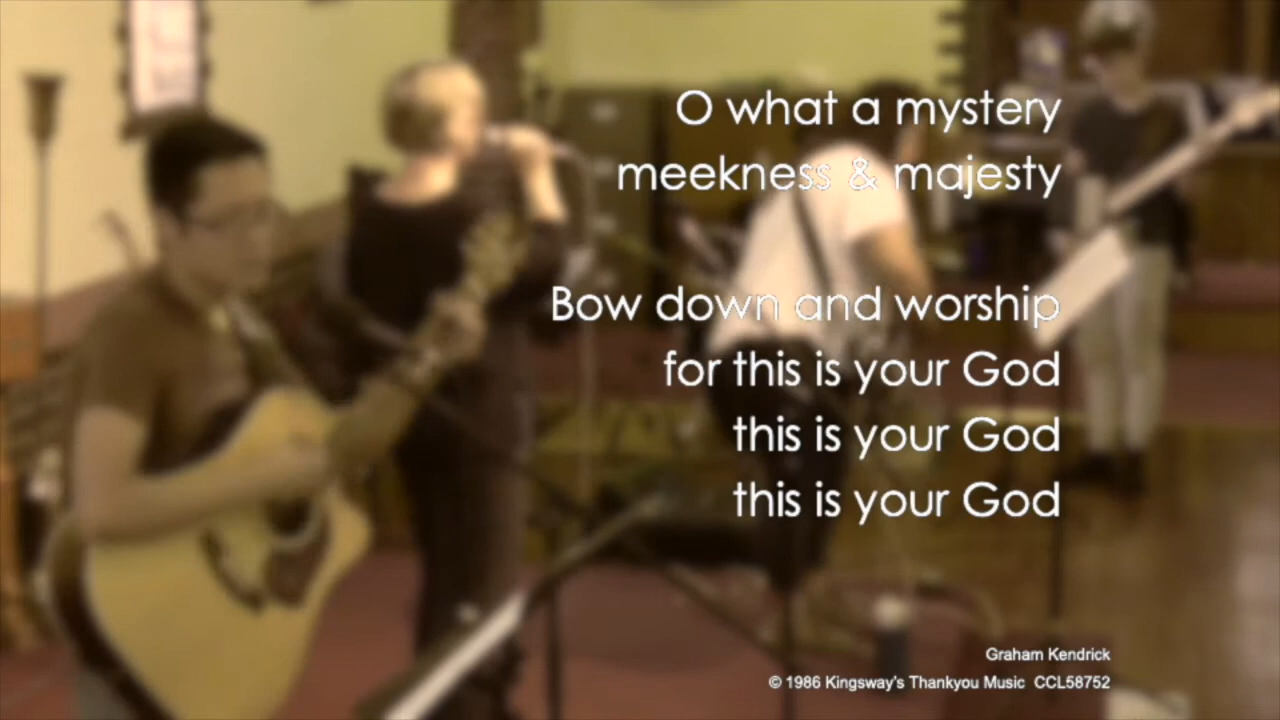 O what a mystery
meekness & majesty
Bow down and worship
for this is your God
this is your God
this is your God
Graham Kendrick
© 1986 Kingsway's Thankyou Music CCL58752